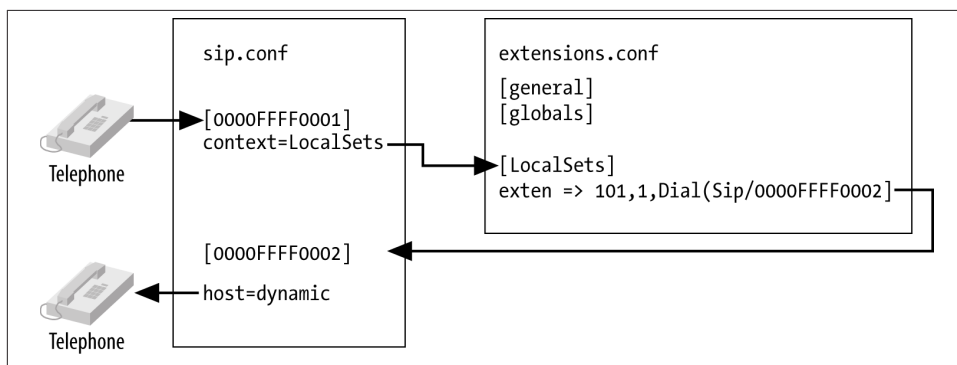 sip.conf
[0000FFFF0001]
context=LocalSets
Telephone
[0000FFFF0002]
host=dynamic
Telephone
extensions.conf
[general]
[globals]
[LocalSets]
exten => 101,1,Dial(Sip/0000FFFF0002]